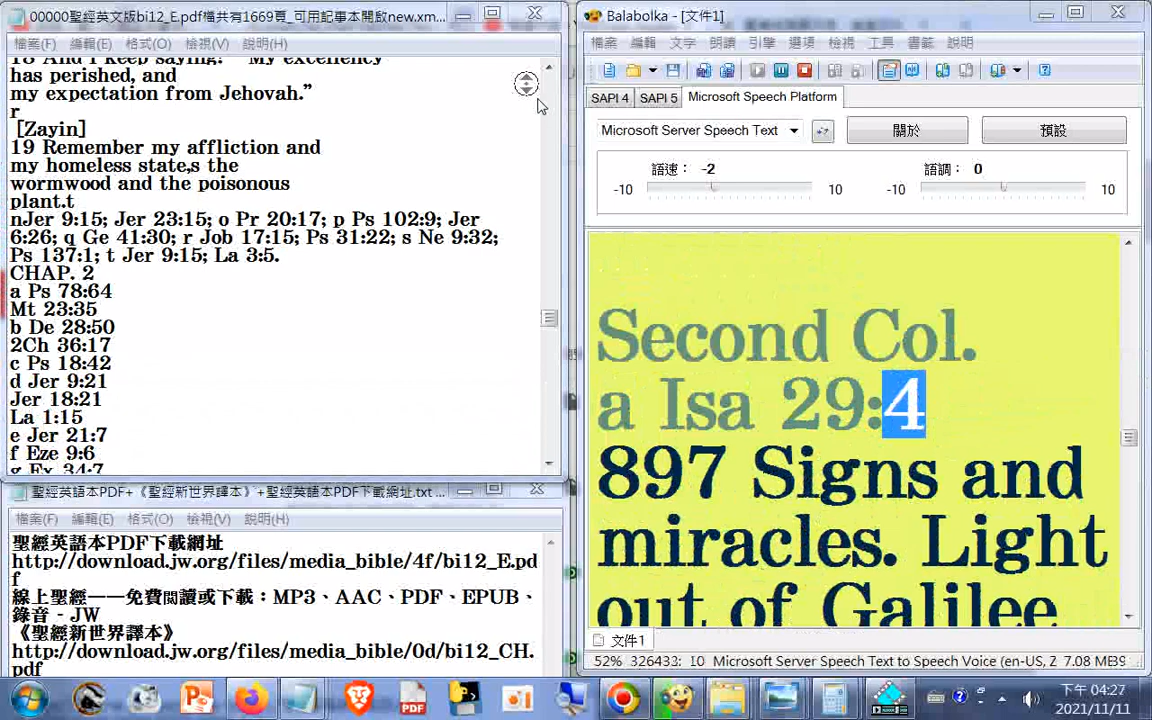 00000聖經英文版bi12_E.pdf檔共有1669頁_可用記事本開啟new.xm...
檔案(F) 編輯(E) 格式(O) 檢視(V) 說明(H)
18 And I keep saying: “My excellency
has perished, and
my expectation from Jehovah.”
r
[Zayin]
19 Remember my affliction and
my homeless state,s the
wormwood and the poisonous
plant.t
nJer 9:15; Jer 23:15; o Pr 20:17; p Ps 102:9; Jer
6:26; q Ge 41:30; r Job 17:15; Ps 31:22; s Ne 9:32;
Ps 137:1; t Jer 9:15; La 3:5.
CHAP. 2
a Ps 78:64
Mt 23:35
b De 28:50
2Ch 36:17
c Ps 18:42
d Jer 9:21
Jer 18:21
La 1:15
e Jer 21:7
f Eze 9:6
g Ex 34:7
聖經英語本PDF+《聖經新世界譯本》+聖經英語本PDF下載網址.txt ...
檔案(F) 編輯(E) 格式(O) 檢視(V) 說明(H)
聖經英語本PDF下載網址
http://download.jw.org/files/media_bible/4f/bi12_E.pd
f
線上聖經——免費閱讀或下載：MP3、AAC、PDF、EPUB、
錄音 - JW
《聖經新世界譯本》
http://download.jw.org/files/media_bible/0d/bi12_CH.
pdf
Balabolka - [文件1]
檔案 編輯 文字 朗讀 引擎 選項 檢視 工具 書籤 說明
SAPI 4 SAPI 5 Microsoft Speech Platform
Microsoft Server Speech Text 關於 預設
語速： -2 語調： 0
-10 10 -10 10
Second Col.
a Isa 29:4
897 Signs and
miracles. Light
out of Galilee
文件1
52% 326433: 10 Microsoft Server Speech Text to Speech Voice (en-US, Z 7.08 MB
PDF
下午 04:27
2021/11/11